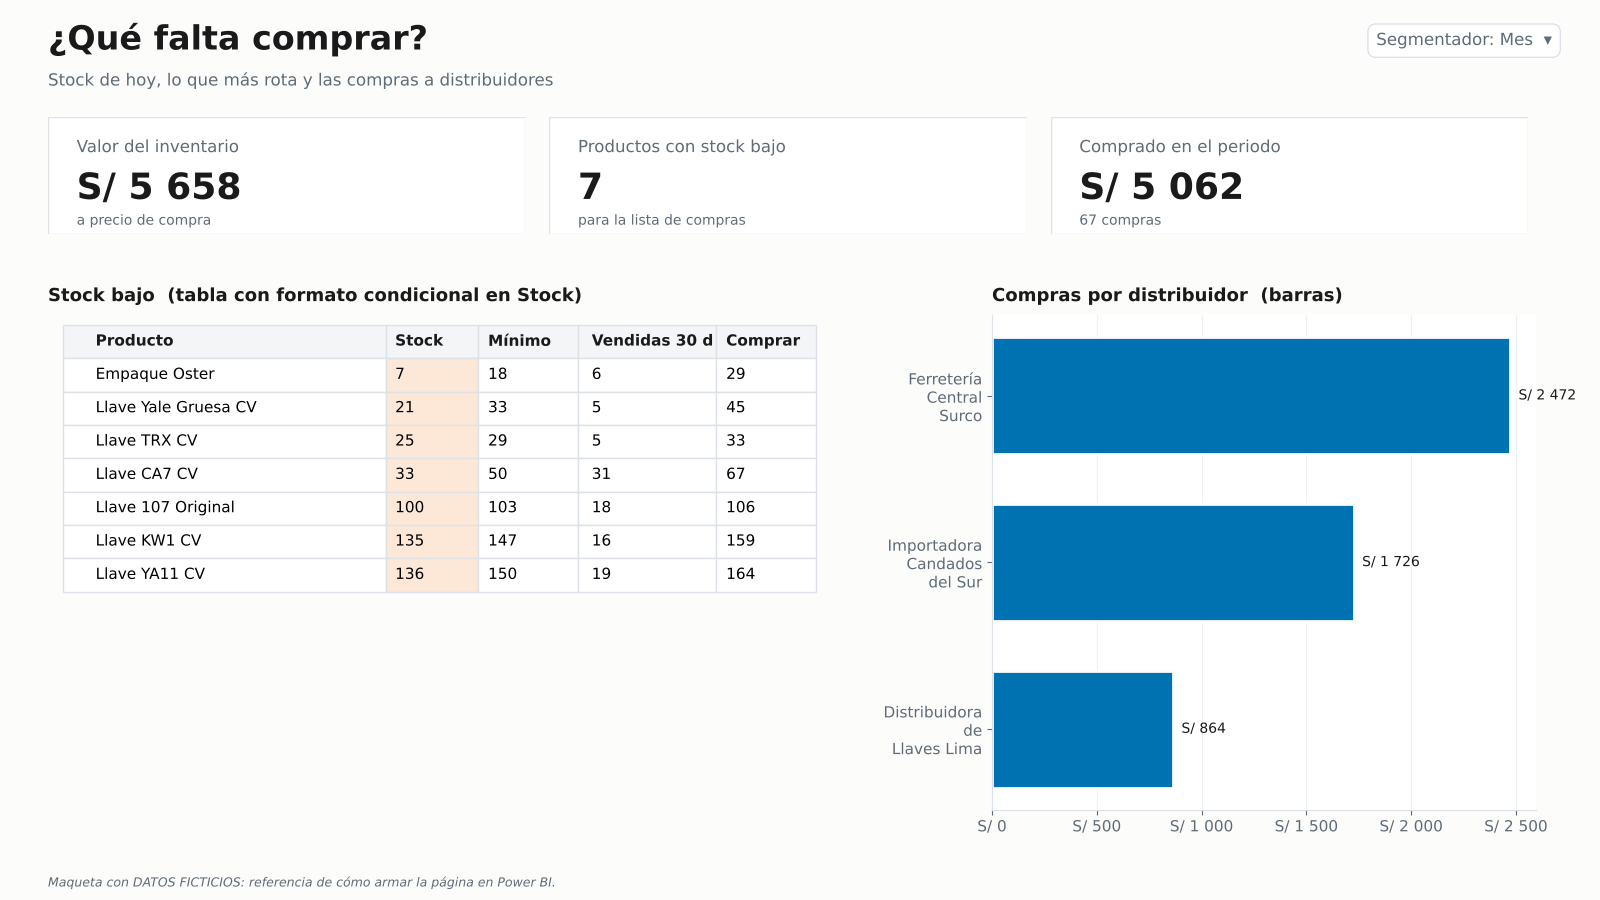 ¿Qué falta comprar?
Segmentador: Mes ▾
Stock de hoy, lo que más rota y las compras a distribuidores
Valor del inventario
S/ 5 658
a precio de compra
Productos con stock bajo
7
para la lista de compras
Comprado en el periodo
S/ 5 062
67 compras
Stock bajo (tabla con formato condicional en Stock)
Producto Stock Mínimo Vendidas 30 d Comprar
Empaque Oster 7 18 6 29
Llave Yale Gruesa CV 21 33 5 45
Llave TRX CV 25 29 5 33
Llave CA7 CV 33 50 31 67
Llave 107 Original 100 103 18 106
Llave KW1 CV 135 147 16 159
Llave YA11 CV 136 150 19 164
Compras por distribuidor (barras)
Ferretería
Central
Surco
S/ 2 472
Importadora
Candados
del Sur
S/ 1 726
Distribuidora
de
Llaves Lima
S/ 864
S/ 0 S/ 500 S/ 1 000 S/ 1 500 S/ 2 000 S/ 2 500
Maqueta con DATOS FICTICIOS: referencia de cómo armar la página en Power BI.